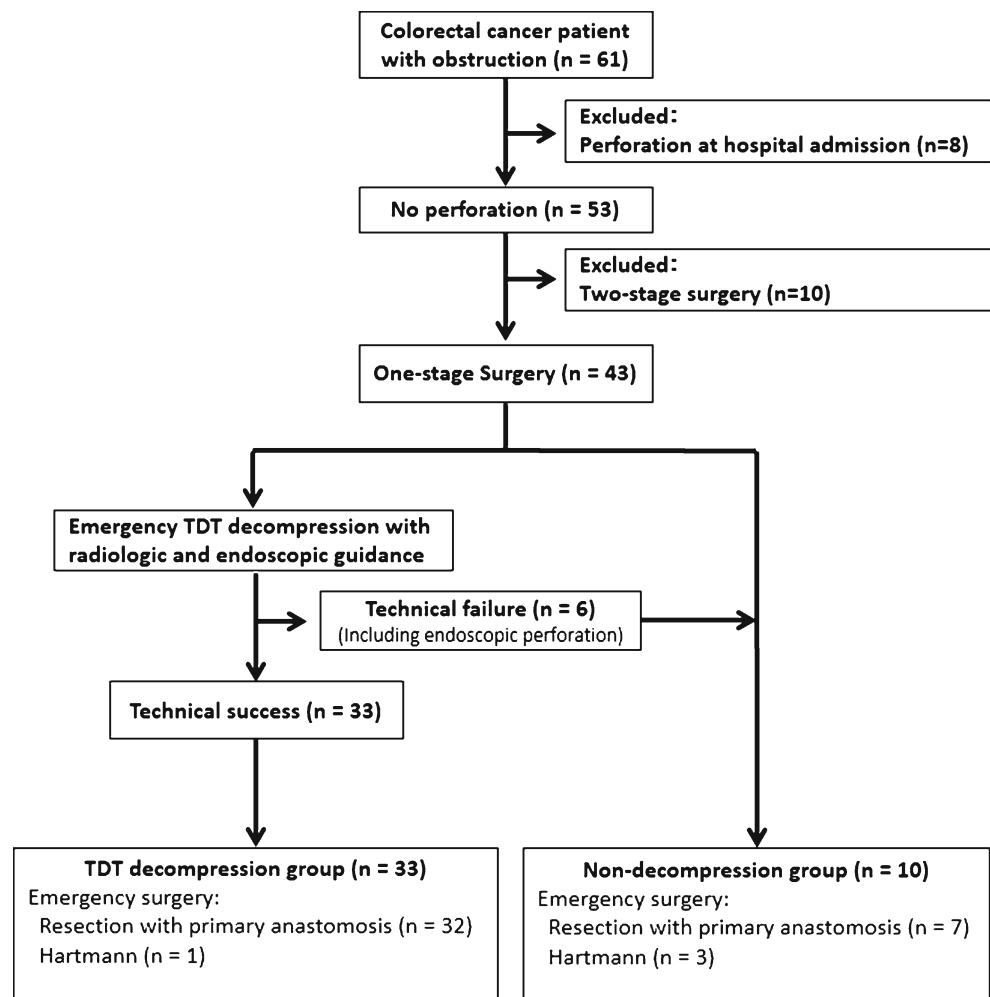 Colorectal cancer patient
with obstruction (n = 61)
Excluded:
Perforation at hospital admission (n=8)
No perforation (n = 53)
Excluded:
Two-stage surgery (n=10)
One-stage Surgery (n = 43)
Emergency TDT decompression with
radiologic and endoscopic guidance
Technical failure (n = 6)
(Including endoscopic perforation)
Technical success (n = 33)
TDT decompression group (n = 33)
Emergency surgery:
Resection with primary anastomosis (n = 32)
Hartmann (n = 1)
Non-decompression group (n = 10)
Emergency surgery:
Resection with primary anastomosis (n = 7)
Hartmann (n = 3)